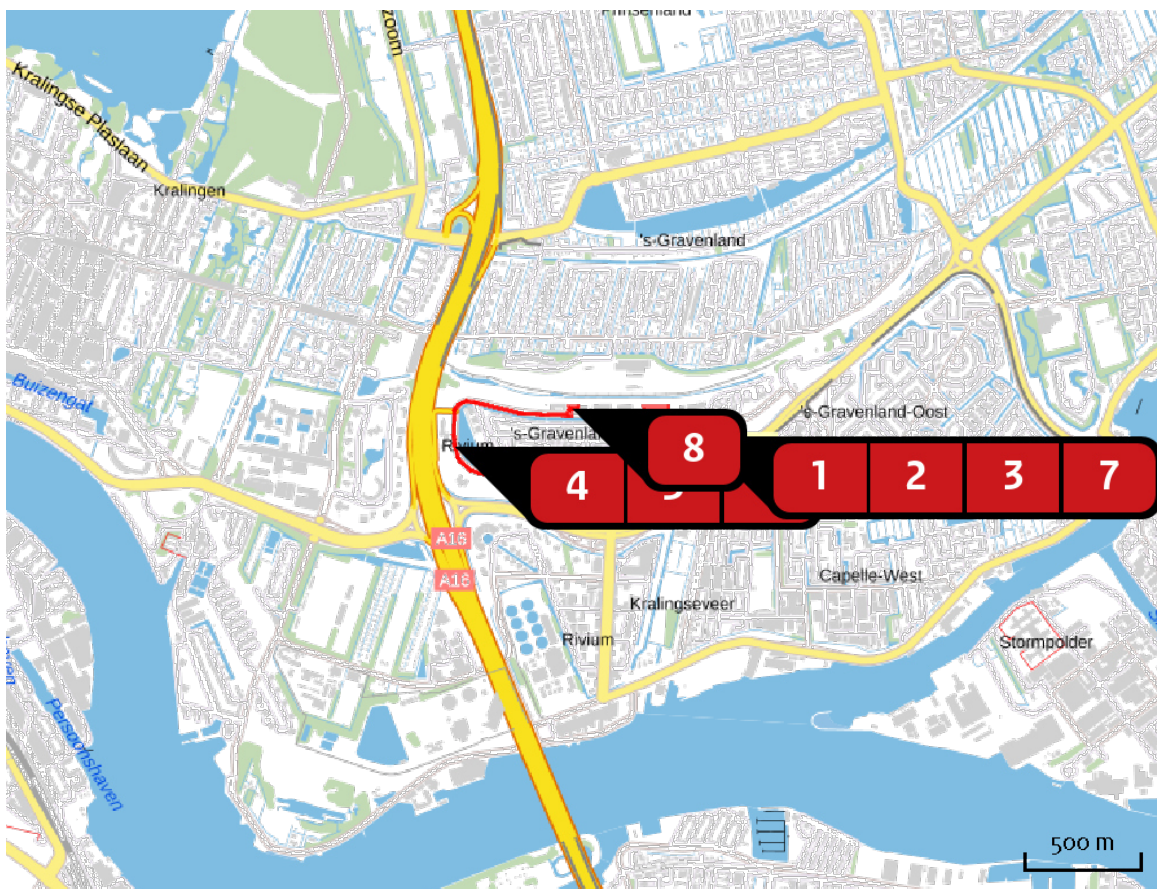 Prinsenland
zoom
Kralingse Plaslaan
Kralingen
's-Gravenland
Buizengat
's-Gravenland-Oost
Rivium
8
4
1
2
3
7
A16
A16
Capelle-West
Kralingseveer
Rivium
Stormpolder
Persoonshaven
500 m